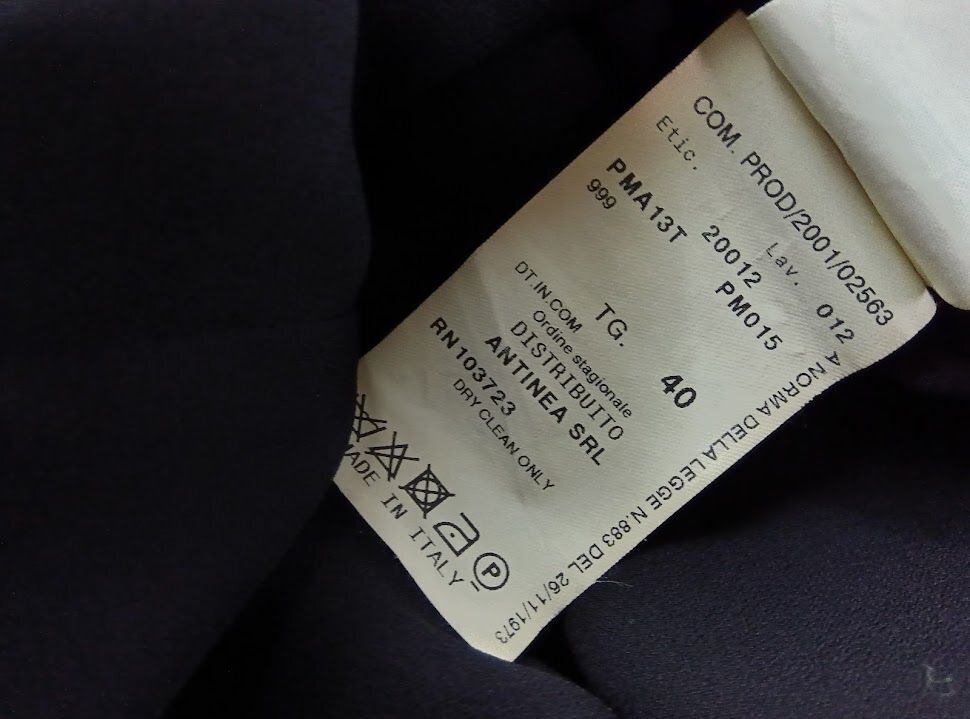 COM. PROD/2001/02563
Etic. Lav. 012
PMA13T 20012
999 PM015
TG. 40
DT.IN.COM
Ordine stagionale
DISTRIBUITO
ANTINEA SRL
RN103723
DRY CLEAN ONLY
P
MADE IN ITALY
A NORMA DELLA LEGGE N.883 DEL 26/11/1973